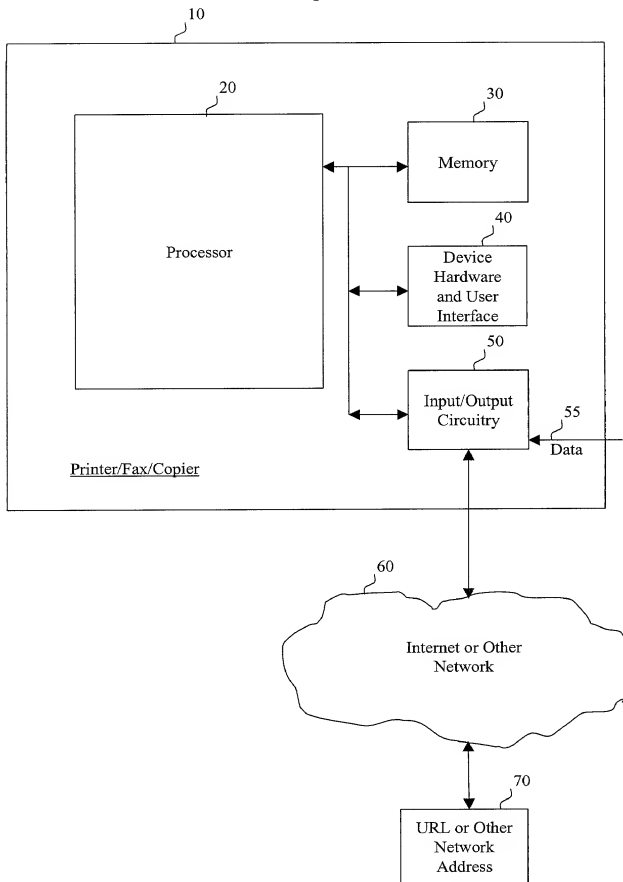 10
20
30
Memory
Processor
40
Device
Hardware
and User
Interface
50
Input/Output
Circuitry
55
Data
Printer/Fax/Copier
60
Internet or Other
Network
70
URL or Other
Network
Address